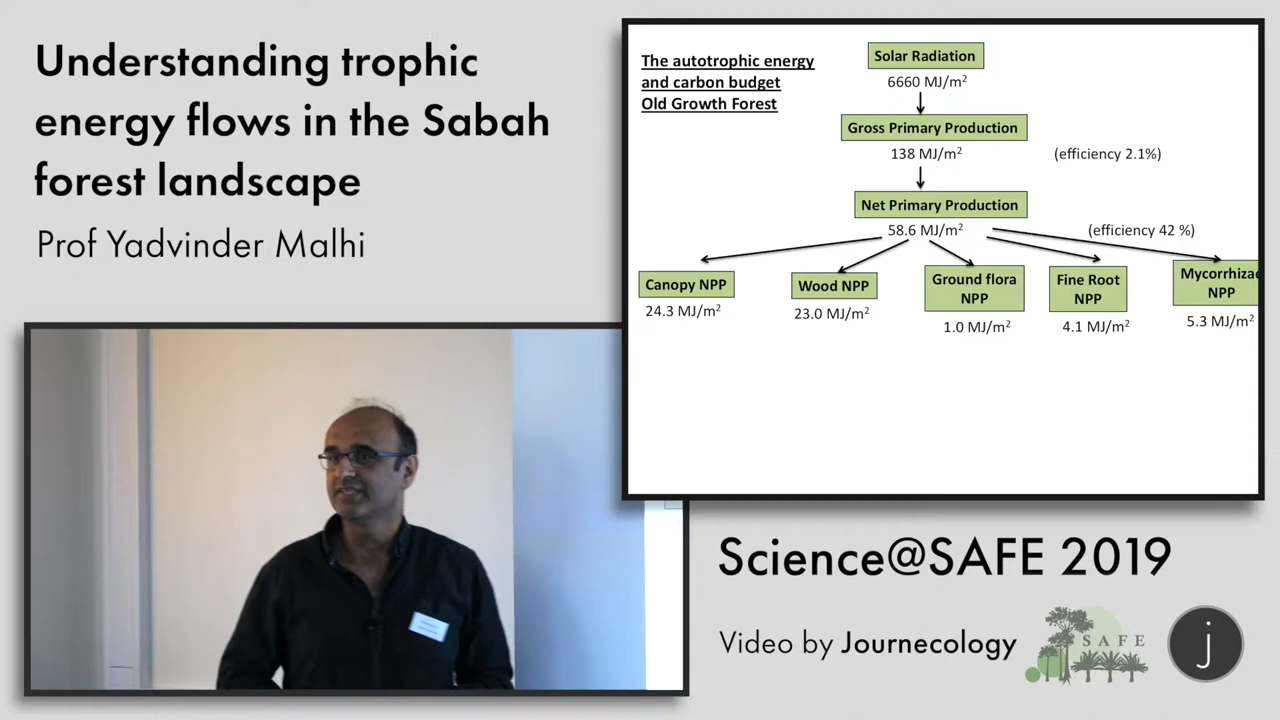 Understanding trophic
energy flows in the Sabah
forest landscape
Prof Yadvinder Malhi
The autotrophic energy
and carbon budget
Old Growth Forest
Solar Radiation
6660 MJ/m²
Gross Primary Production
138 MJ/m²
(efficiency 2.1%)
Net Primary Production
58.6 MJ/m²
(efficiency 42 %)
Canopy NPP
24.3 MJ/m²
Wood NPP
23.0 MJ/m²
Ground flora
NPP
1.0 MJ/m²
Fine Root
NPP
4.1 MJ/m²
Mycorrhizae
NPP
5.3 MJ/m²
Science@SAFE 2019
Video by Journecology
SAFE
j